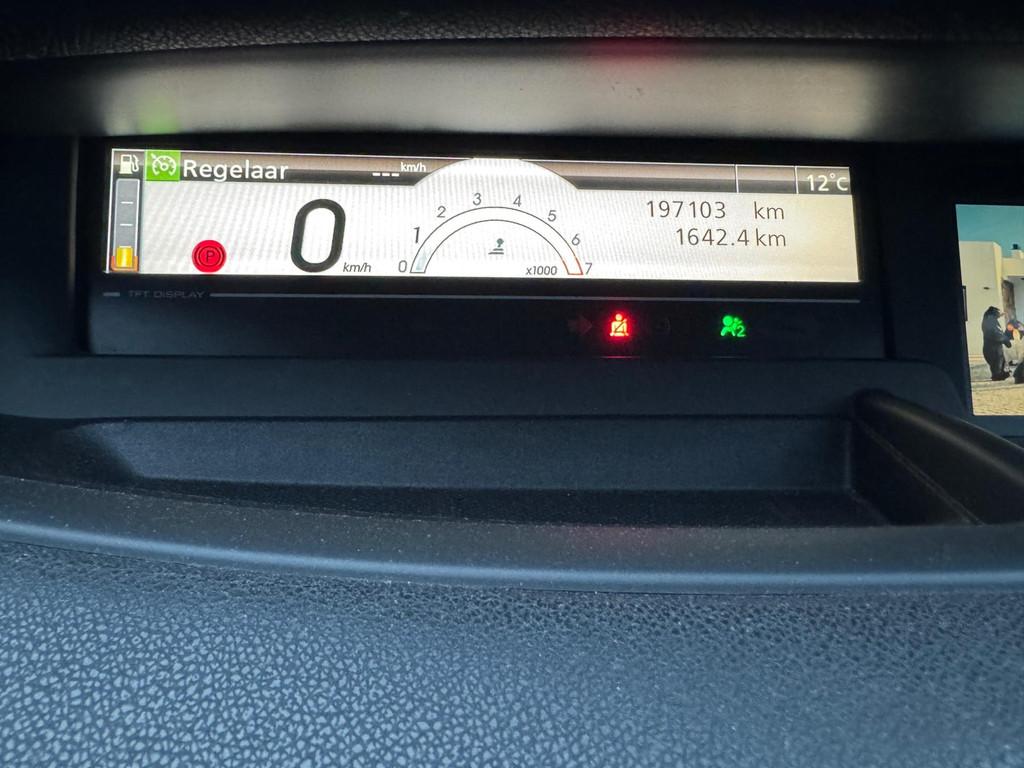 Regelaar
--- km/h
12°C
197103 km
1642.4 km
0 km/h
0 1 2 3 4 5 6 7
x1000
P
TFT DISPLAY
2